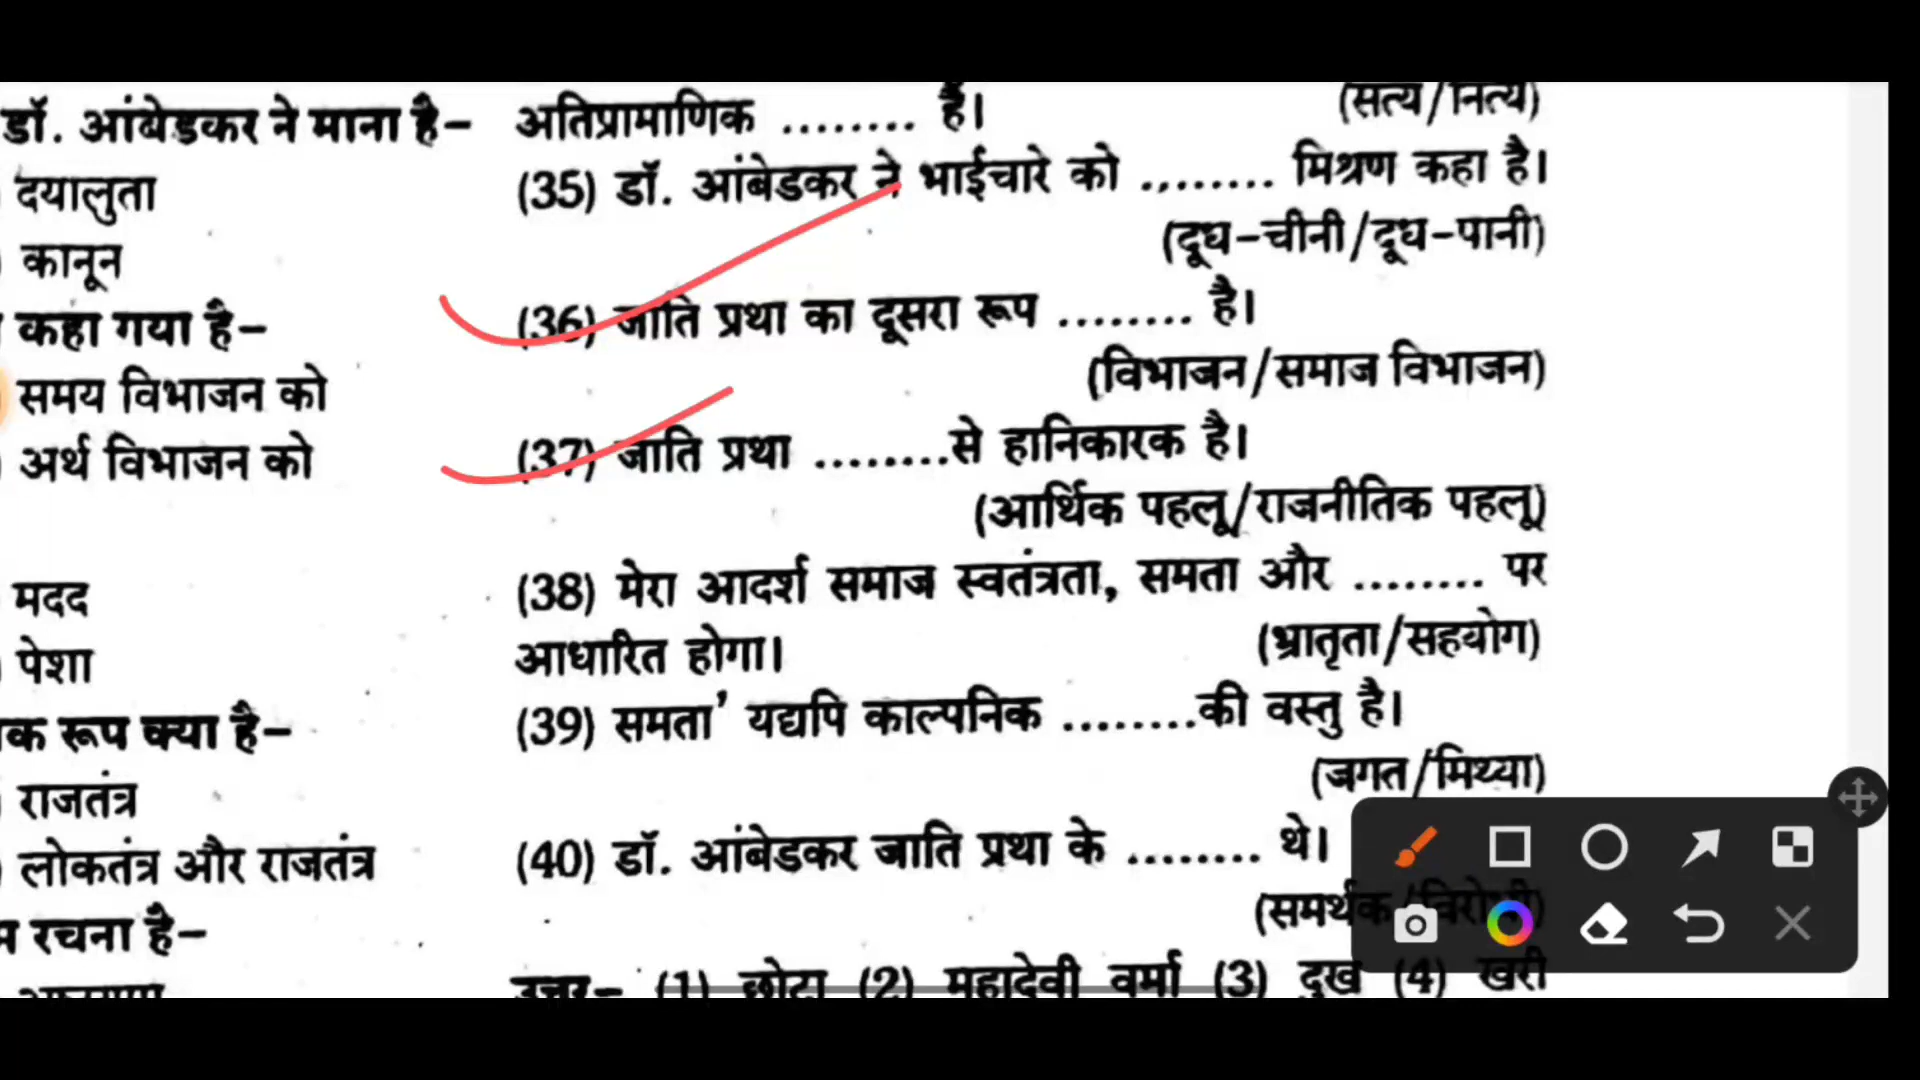 डॉ. आंबेडकर ने माना है–
दयालुता
कानून
कहा गया है–
समय विभाजन को
अर्थ विभाजन को
मदद
पेशा
क रूप क्या है–
राजतंत्र
लोकतंत्र और राजतंत्र
रचना है–
अतिप्रामाणिक ........ है।
(सत्य/नित्य)
(35) डॉ. आंबेडकर ने भाईचारे को ........ मिश्रण कहा है।
(दूध-चीनी/दूध-पानी)
(36) जाति प्रथा का दूसरा रूप ........ है।
(विभाजन/समाज विभाजन)
(37) जाति प्रथा ........से हानिकारक है।
(आर्थिक पहलू/राजनीतिक पहलू)
(38) मेरा आदर्श समाज स्वतंत्रता, समता और ........ पर
आधारित होगा। (भ्रातृता/सहयोग)
(39) समता' यद्यपि काल्पनिक ........की वस्तु है।
(जगत/मिथ्या)
(40) डॉ. आंबेडकर जाति प्रथा के ........ थे।
(समर्थक/विरोधी)
उत्तर– (1) छोटा (2) महादेवी वर्मा (3) दुख (4) खरी